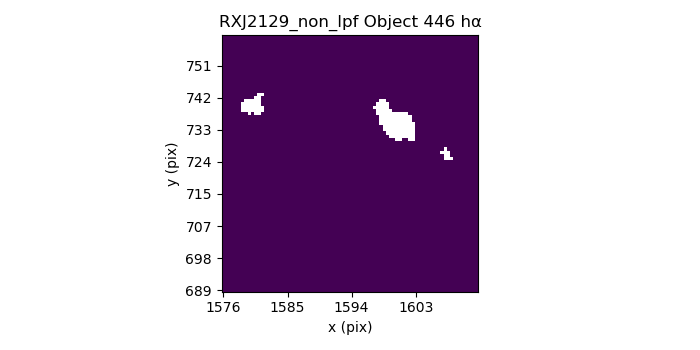 RXJ2129_non_lpf Object 446 hα
751
742
733
724
715
707
698
689
y (pix)
1576 1585 1594 1603
x (pix)